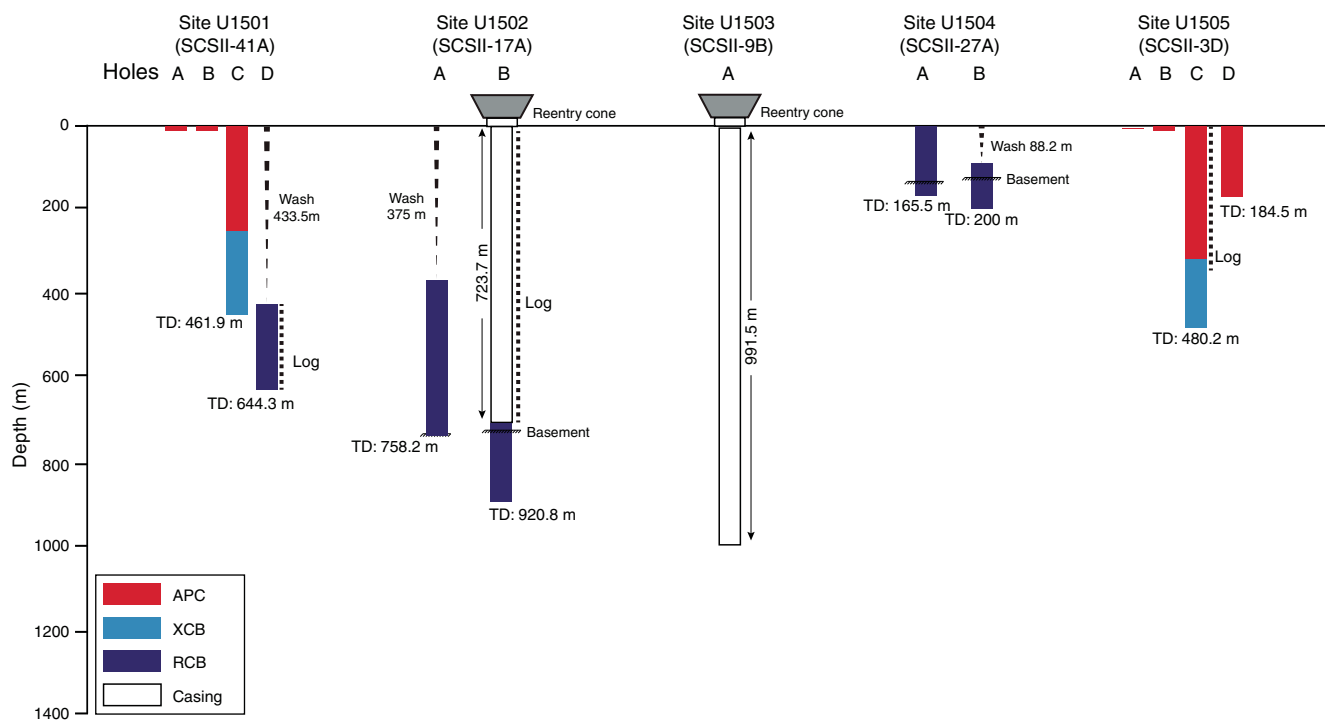 Site U1501
(SCSII-41A)
Site U1502
(SCSII-17A)
Site U1503
(SCSII-9B)
Site U1504
(SCSII-27A)
Site U1505
(SCSII-3D)
Holes A B C D
A B
A
A B
A B C D
Reentry cone
Reentry cone
0
200
400
600
800
1000
1200
1400
Depth (m)
Wash
433.5m
TD: 461.9 m
Log
TD: 644.3 m
Wash
375 m
TD: 758.2 m
723.7 m
Log
Basement
TD: 920.8 m
991.5 m
TD: 165.5 m
Wash 88.2 m
Basement
TD: 200 m
TD: 184.5 m
Log
TD: 480.2 m
APC
XCB
RCB
Casing